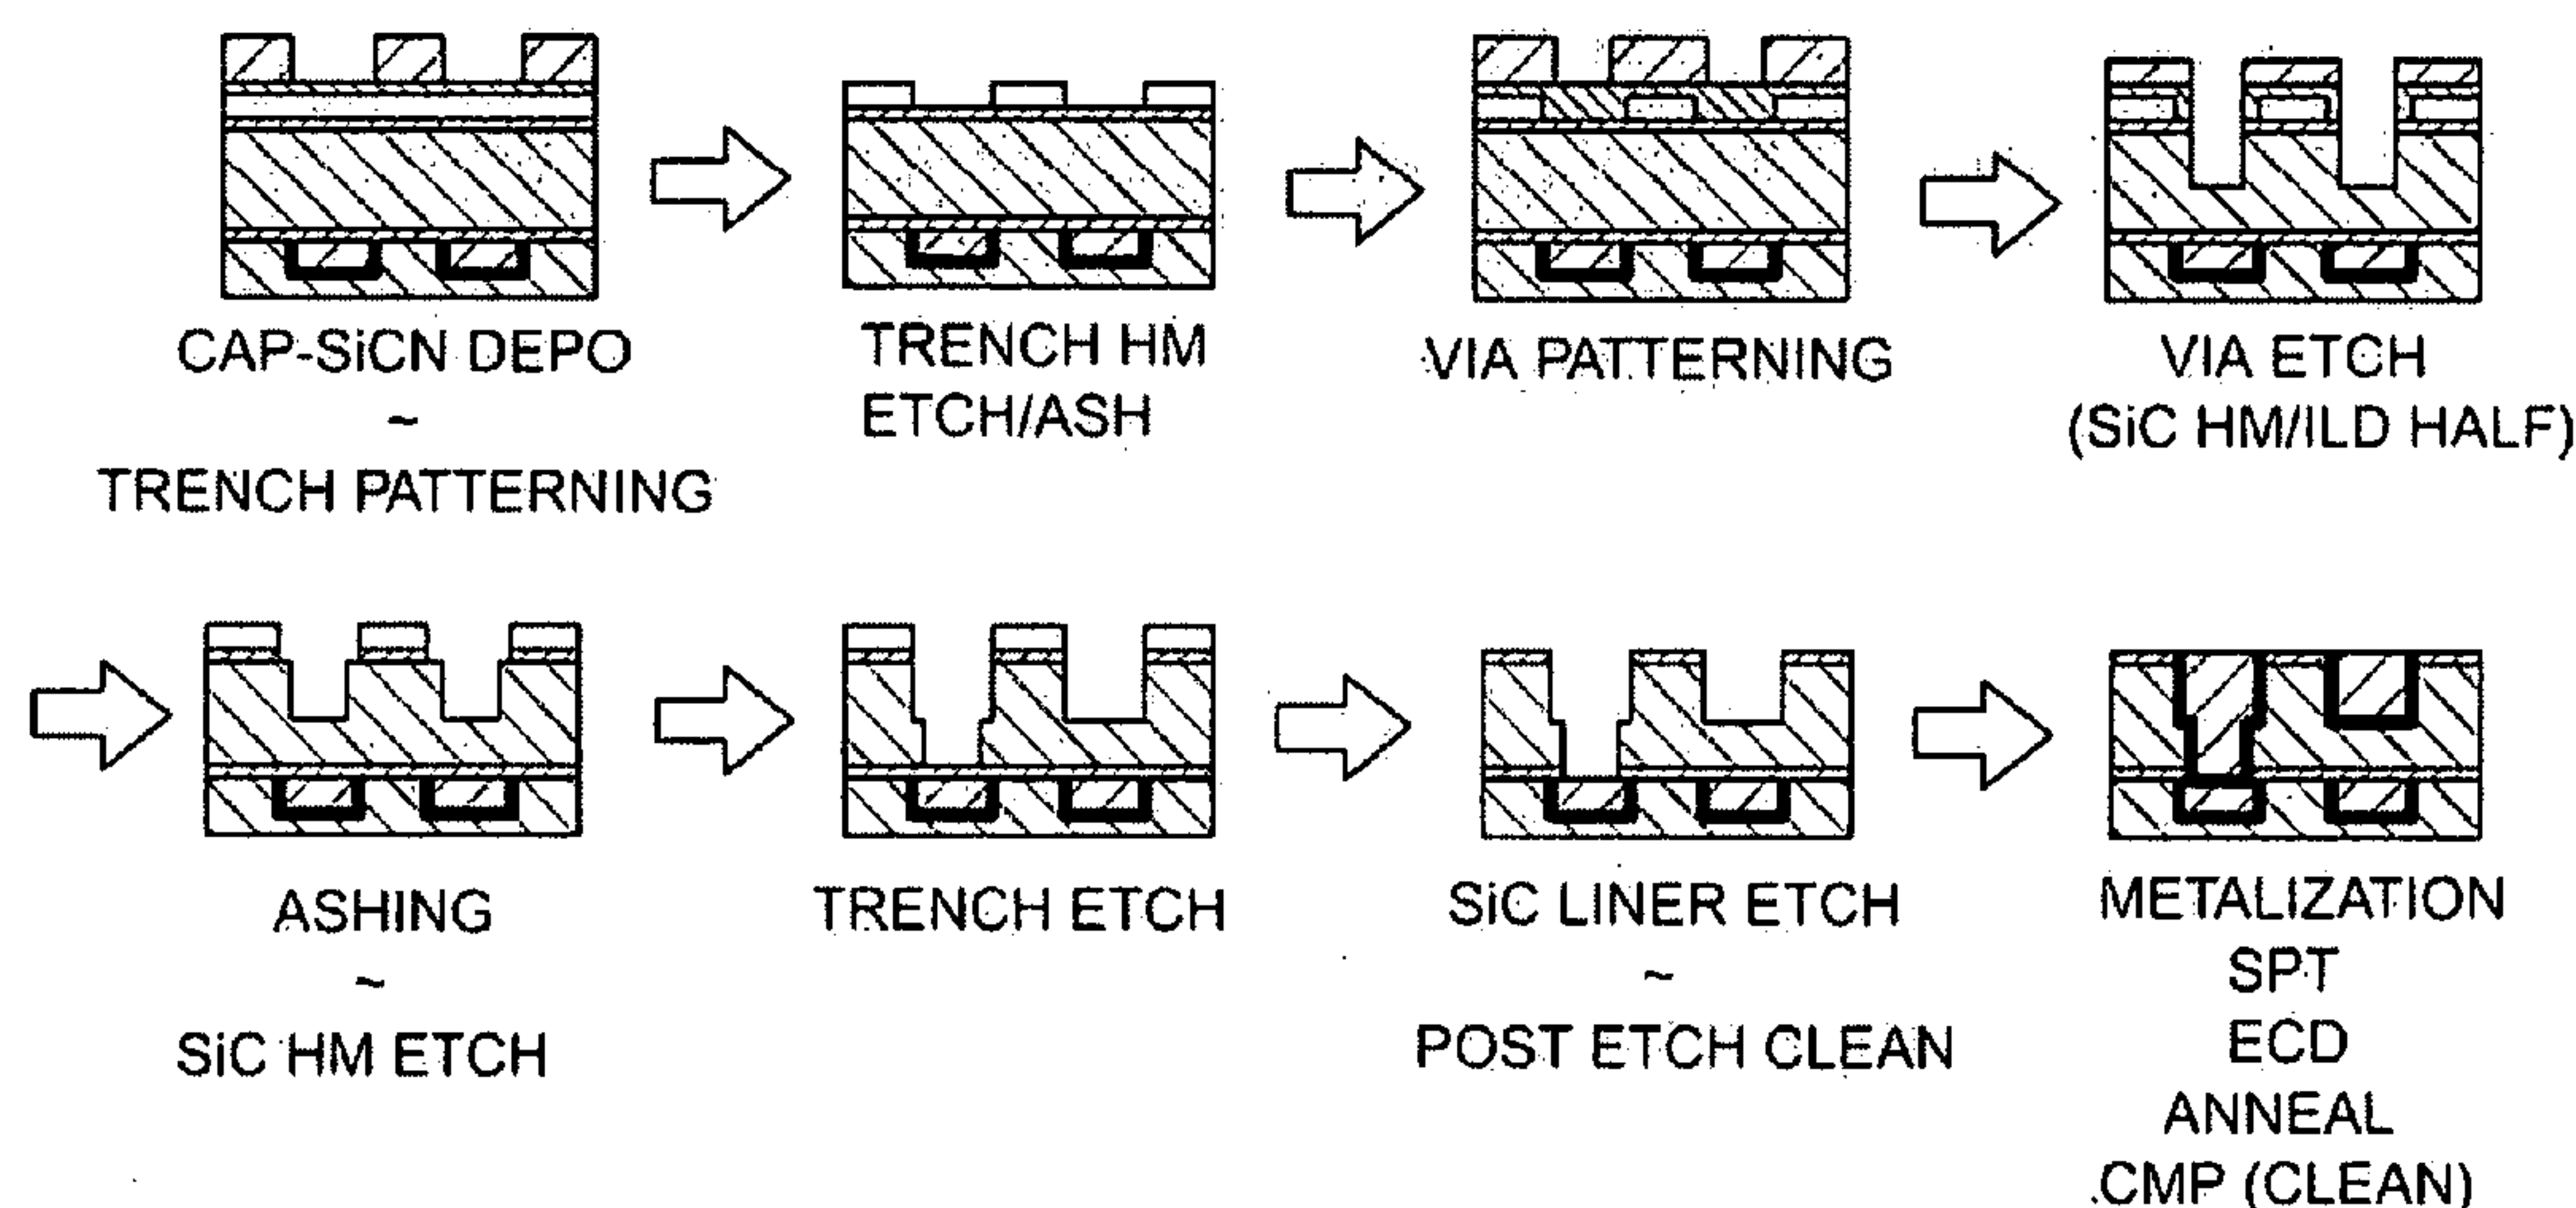 CAP-SiCN DEPO
~
TRENCH PATTERNING
TRENCH HM
ETCH/ASH
VIA PATTERNING
VIA ETCH
(SiC HM/ILD HALF)
ASHING
~
SiC HM ETCH
TRENCH ETCH
SiC LINER ETCH
~
POST ETCH CLEAN
METALIZATION
SPT
ECD
ANNEAL
CMP (CLEAN)